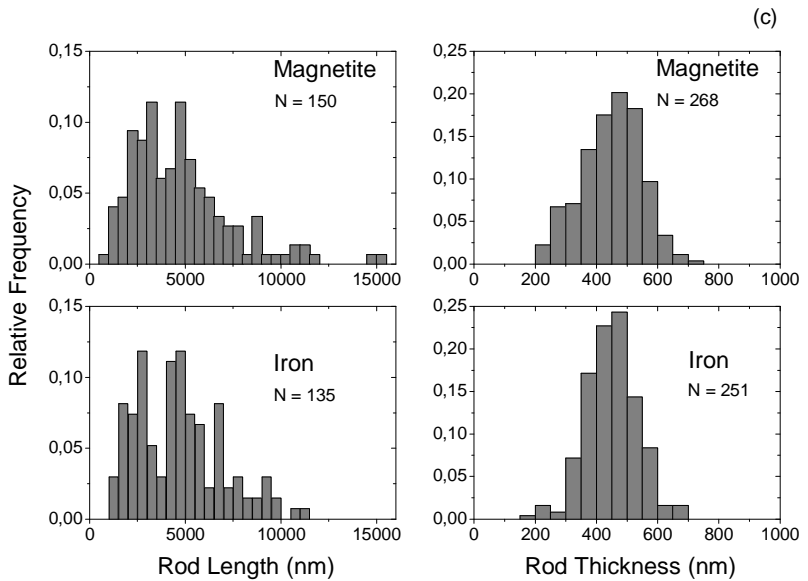 (c)
Relative Frequency
0,15
0,10
0,05
0,00
0 5000 10000 15000
Magnetite
N = 150
0,25
0,20
0,15
0,10
0,05
0,00
0 200 400 600 800 1000
Magnetite
N = 268
0,15
0,10
0,05
0,00
0 5000 10000 15000
Iron
N = 135
Rod Length (nm)
0,25
0,20
0,15
0,10
0,05
0,00
0 200 400 600 800 1000
Iron
N = 251
Rod Thickness (nm)